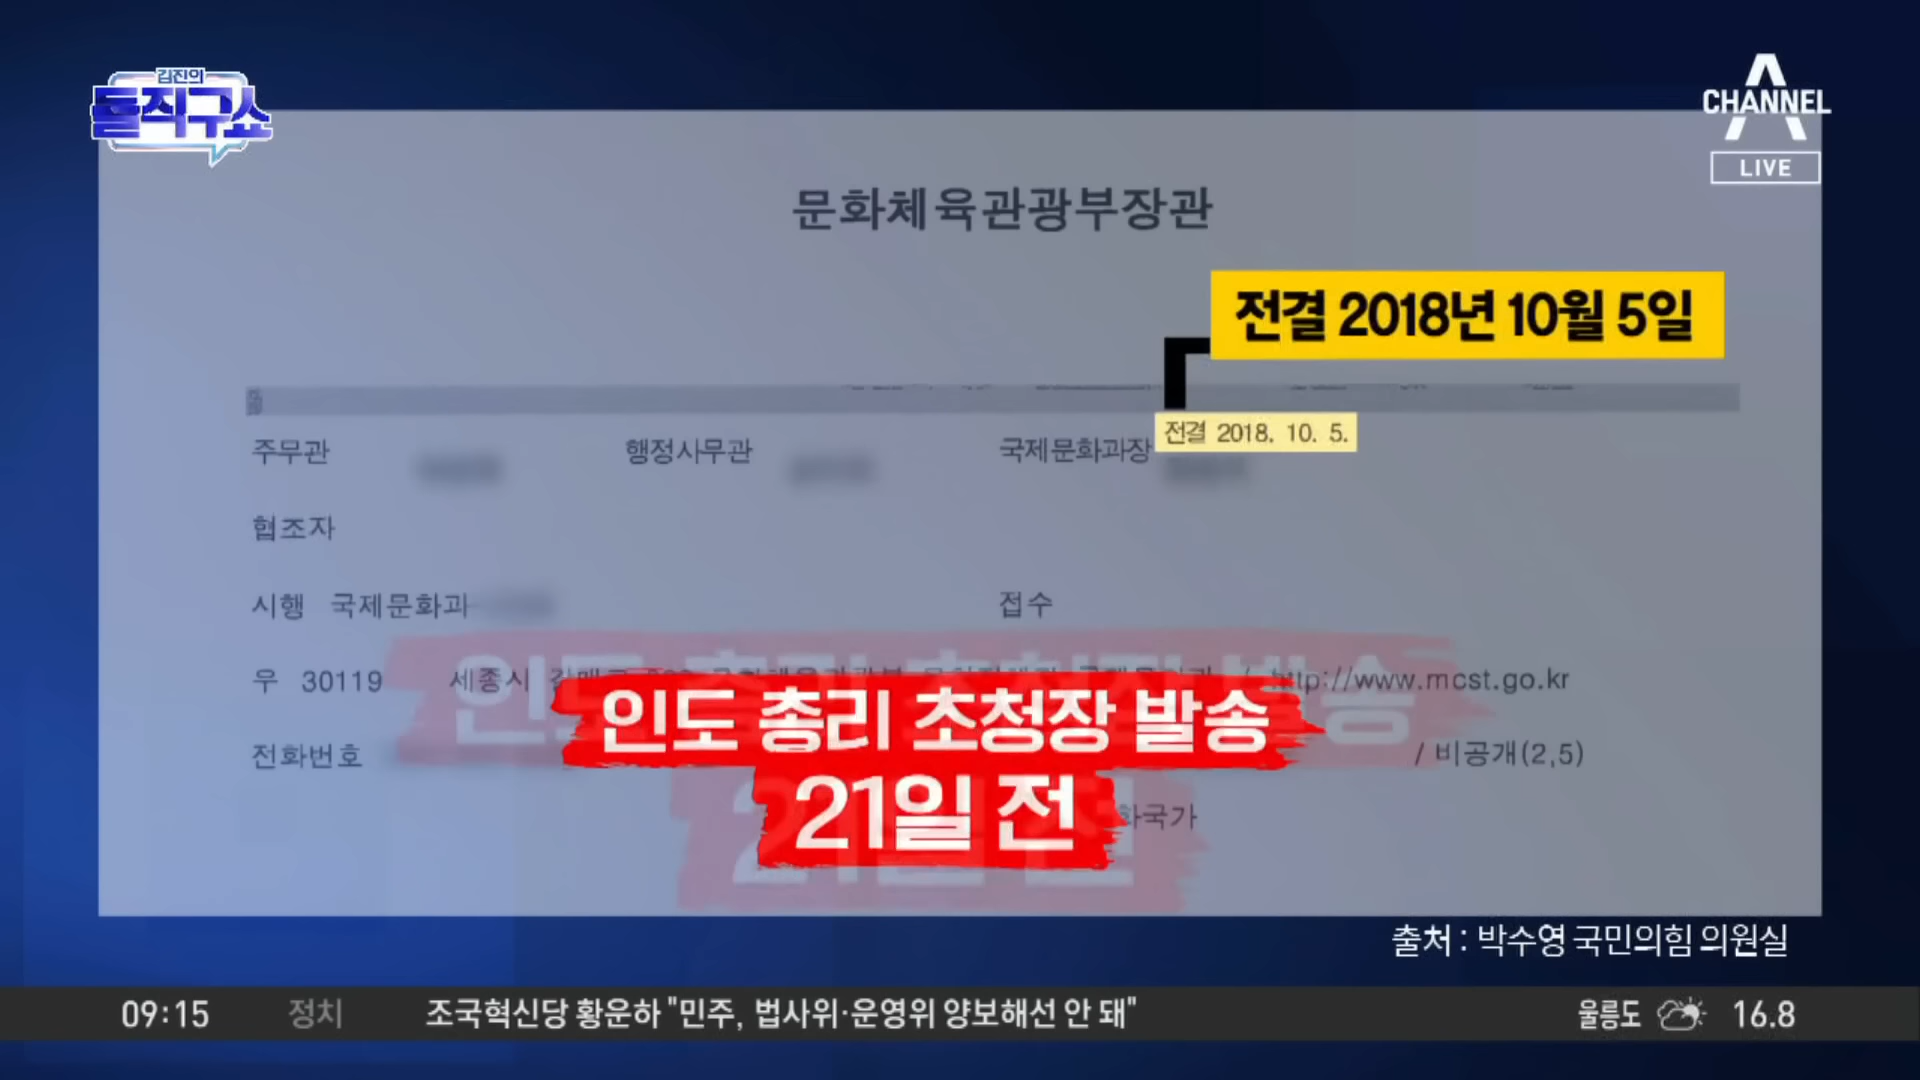 김진의
돌직구쇼
CHANNEL A
LIVE
문화체육관광부장관
전결 2018년 10월 5일
주무관
행정사무관
국제문화과장
전결 2018. 10. 5.
협조자
시행 국제문화과
접수
우 30119 세종시
/ http://www.mcst.go.kr
인도 총리 초청장 발송
전화번호
/ 비공개(2,5)
21일 전
화국가
출처 : 박수영 국민의힘 의원실
09:15 정치 조국혁신당 황운하 "민주, 법사위·운영위 양보해선 안 돼" 울릉도 16.8